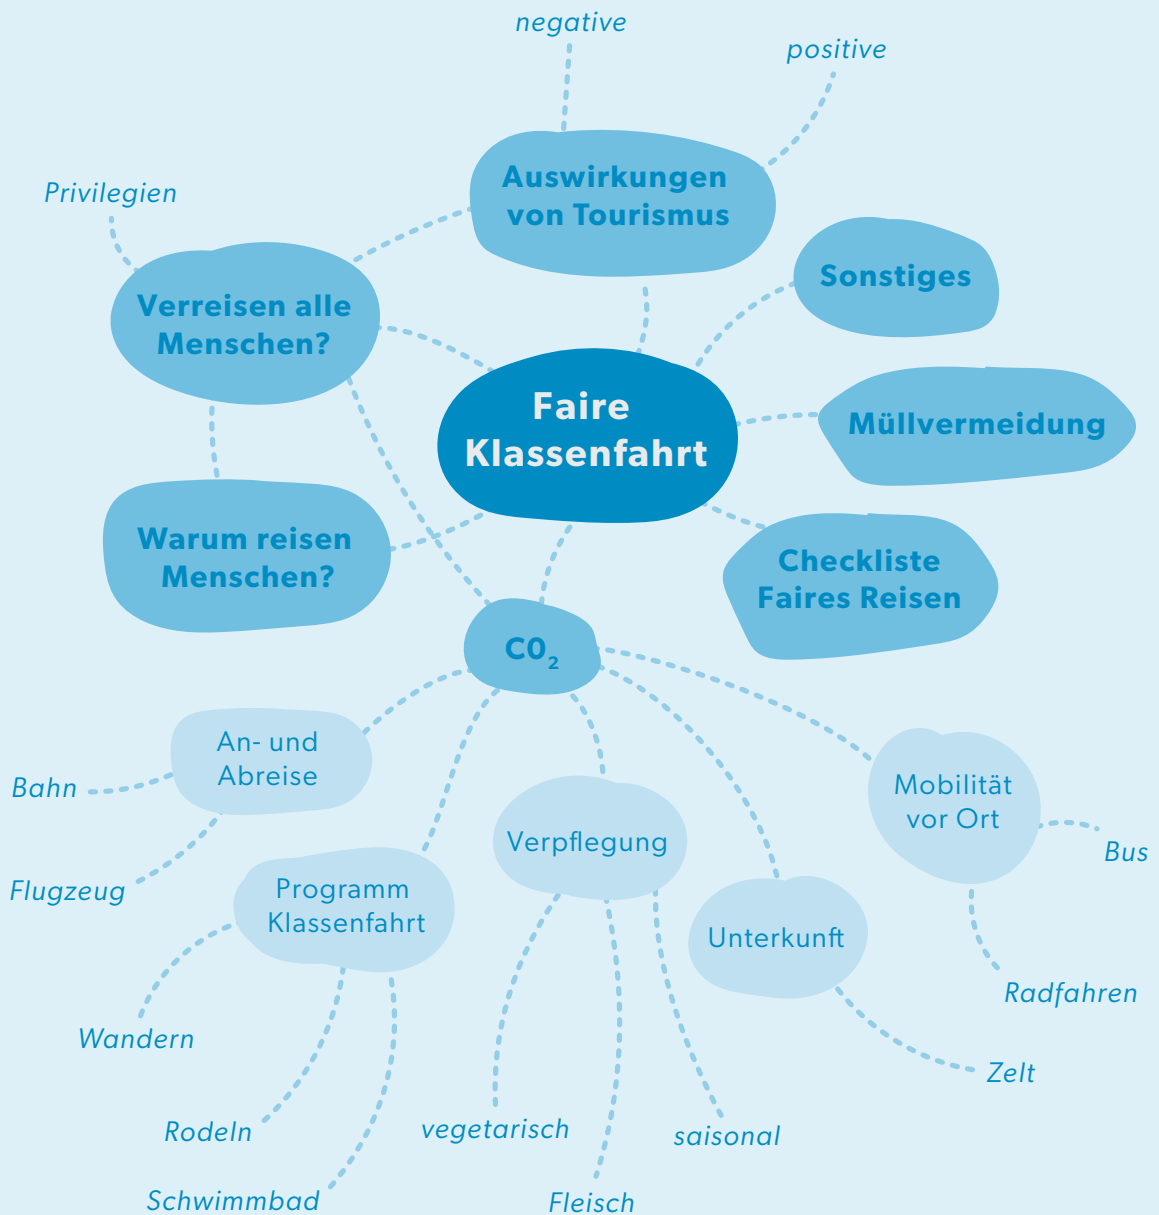 negative
positive
Auswirkungen
von Tourismus
Privilegien
Sonstiges
Verreisen alle
Menschen?
Faire
Klassenfahrt
Müllvermeidung
Warum reisen
Menschen?
Checkliste
Faires Reisen
C0₂
An- und
Abreise
Bahn
Flugzeug
Mobilität
vor Ort
Bus
Verpflegung
Programm
Klassenfahrt
Unterkunft
Radfahren
Wandern
Zelt
Rodeln
vegetarisch
saisonal
Schwimmbad
Fleisch